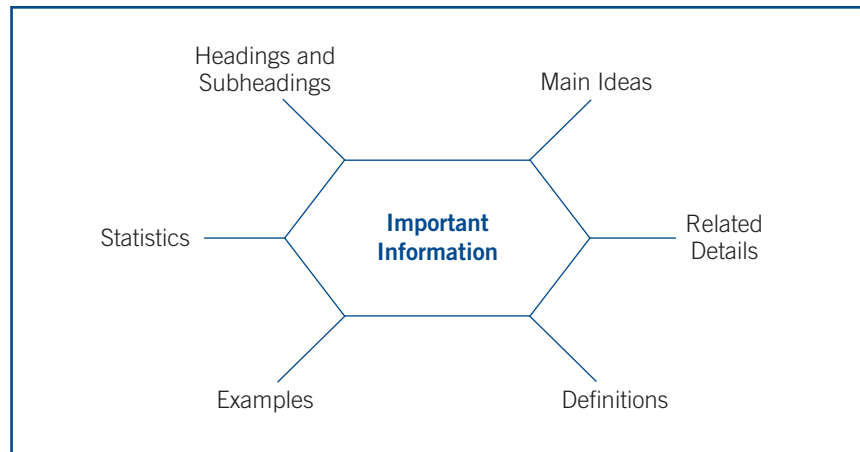 Headings and
Subheadings
Main Ideas
Statistics
Important
Information
Related
Details
Examples
Definitions